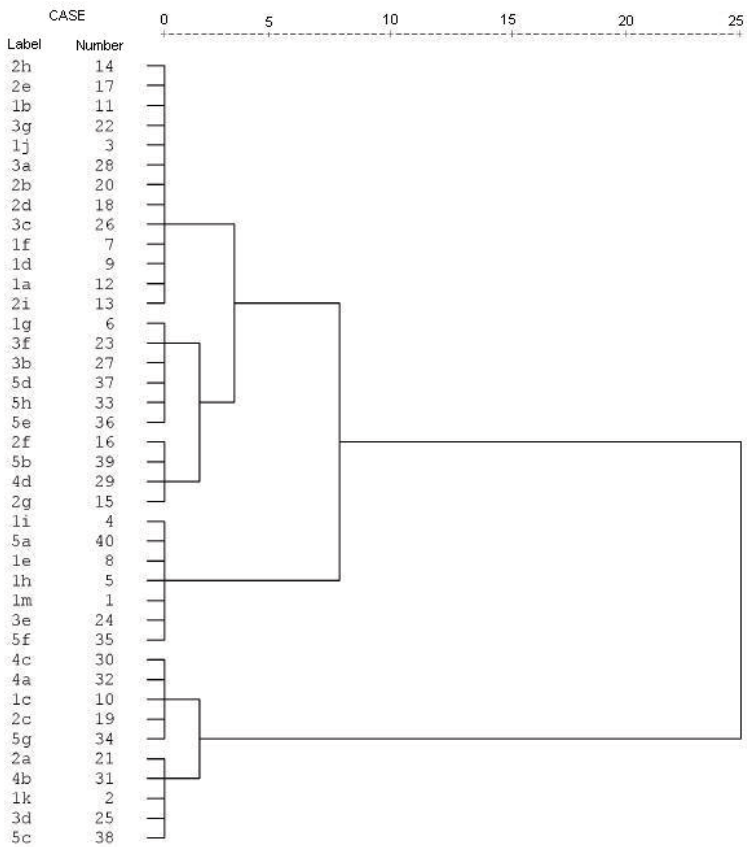 CASE 0 5 10 15 20 25
Label Number
2h 14
2e 17
1b 11
3g 22
1j 3
3a 28
2b 20
2d 18
3c 26
1f 7
1d 9
1a 12
2i 13
1g 6
3f 23
3b 27
5d 37
5h 33
5e 36
2f 16
5b 39
4d 29
2g 15
1i 4
5a 40
1e 8
1h 5
1m 1
3e 24
5f 35
4c 30
4a 32
1c 10
2c 19
5g 34
2a 21
4b 31
1k 2
3d 25
5c 38